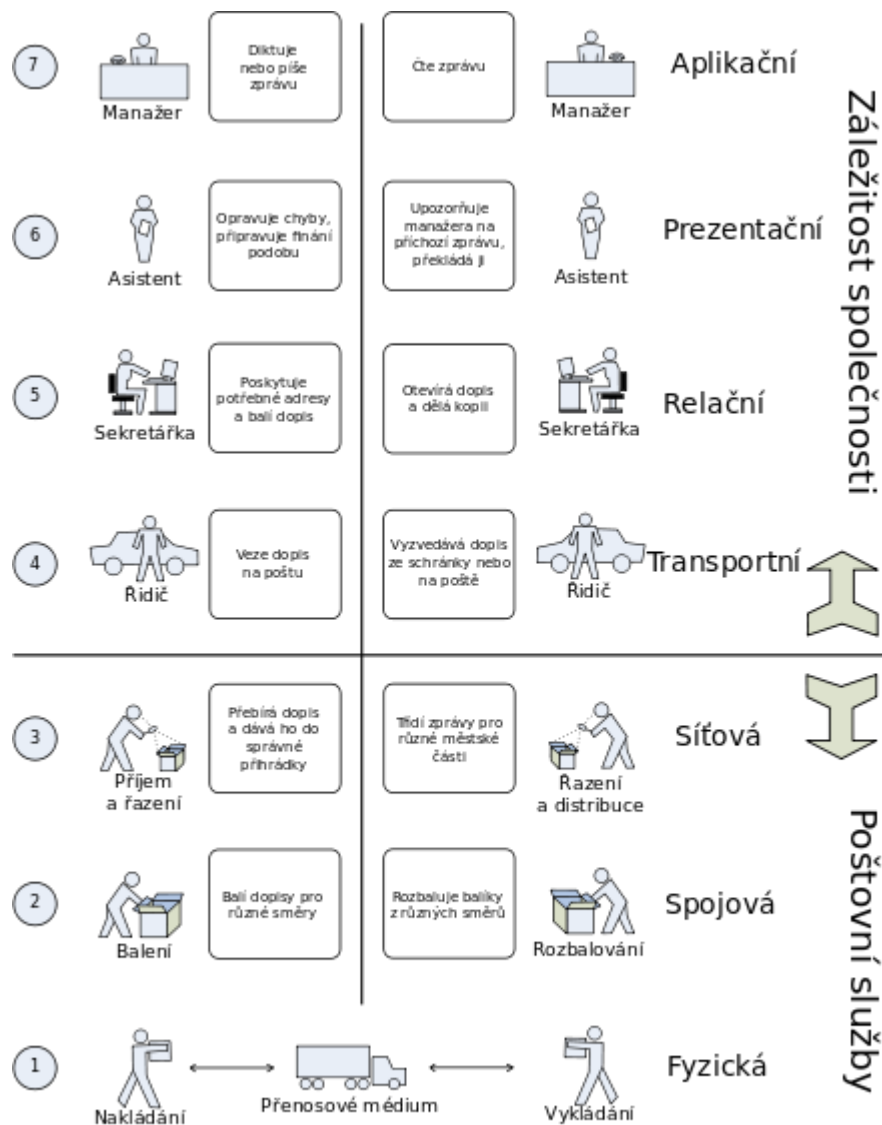 7
Diktuje
nebo píše
zprávu
Čte zprávu
Aplikační
Manažer
Manažer
6
Opravuje chyby,
připravuje finání
podobu
Upozorňuje
manažera na
příchozí zprávu,
překládá ji
Prezentační
Asistent
Asistent
5
Poskytuje
potřebné adresy
a balí dopis
Otevírá dopis
a dělá kopii
Relační
Sekretářka
Sekretářka
4
Veze dopis
na poštu
Vyzvedává dopis
ze schránky nebo
na poště
Transportní
Řidič
Řidič
Záležitost společnosti
3
Přebírá dopis
a dává ho do
správné
přihrádky
Třídí zprávy pro
různé městské
části
Síťová
Příjem
a řazení
Řazení
a distribuce
2
Balí dopisy pro
různé směry
Rozbaluje balíky
z různých směrů
Spojová
Balení
Rozbalování
1
Fyzická
Nakládání
Přenosové médium
Vykládání
Poštovní služby